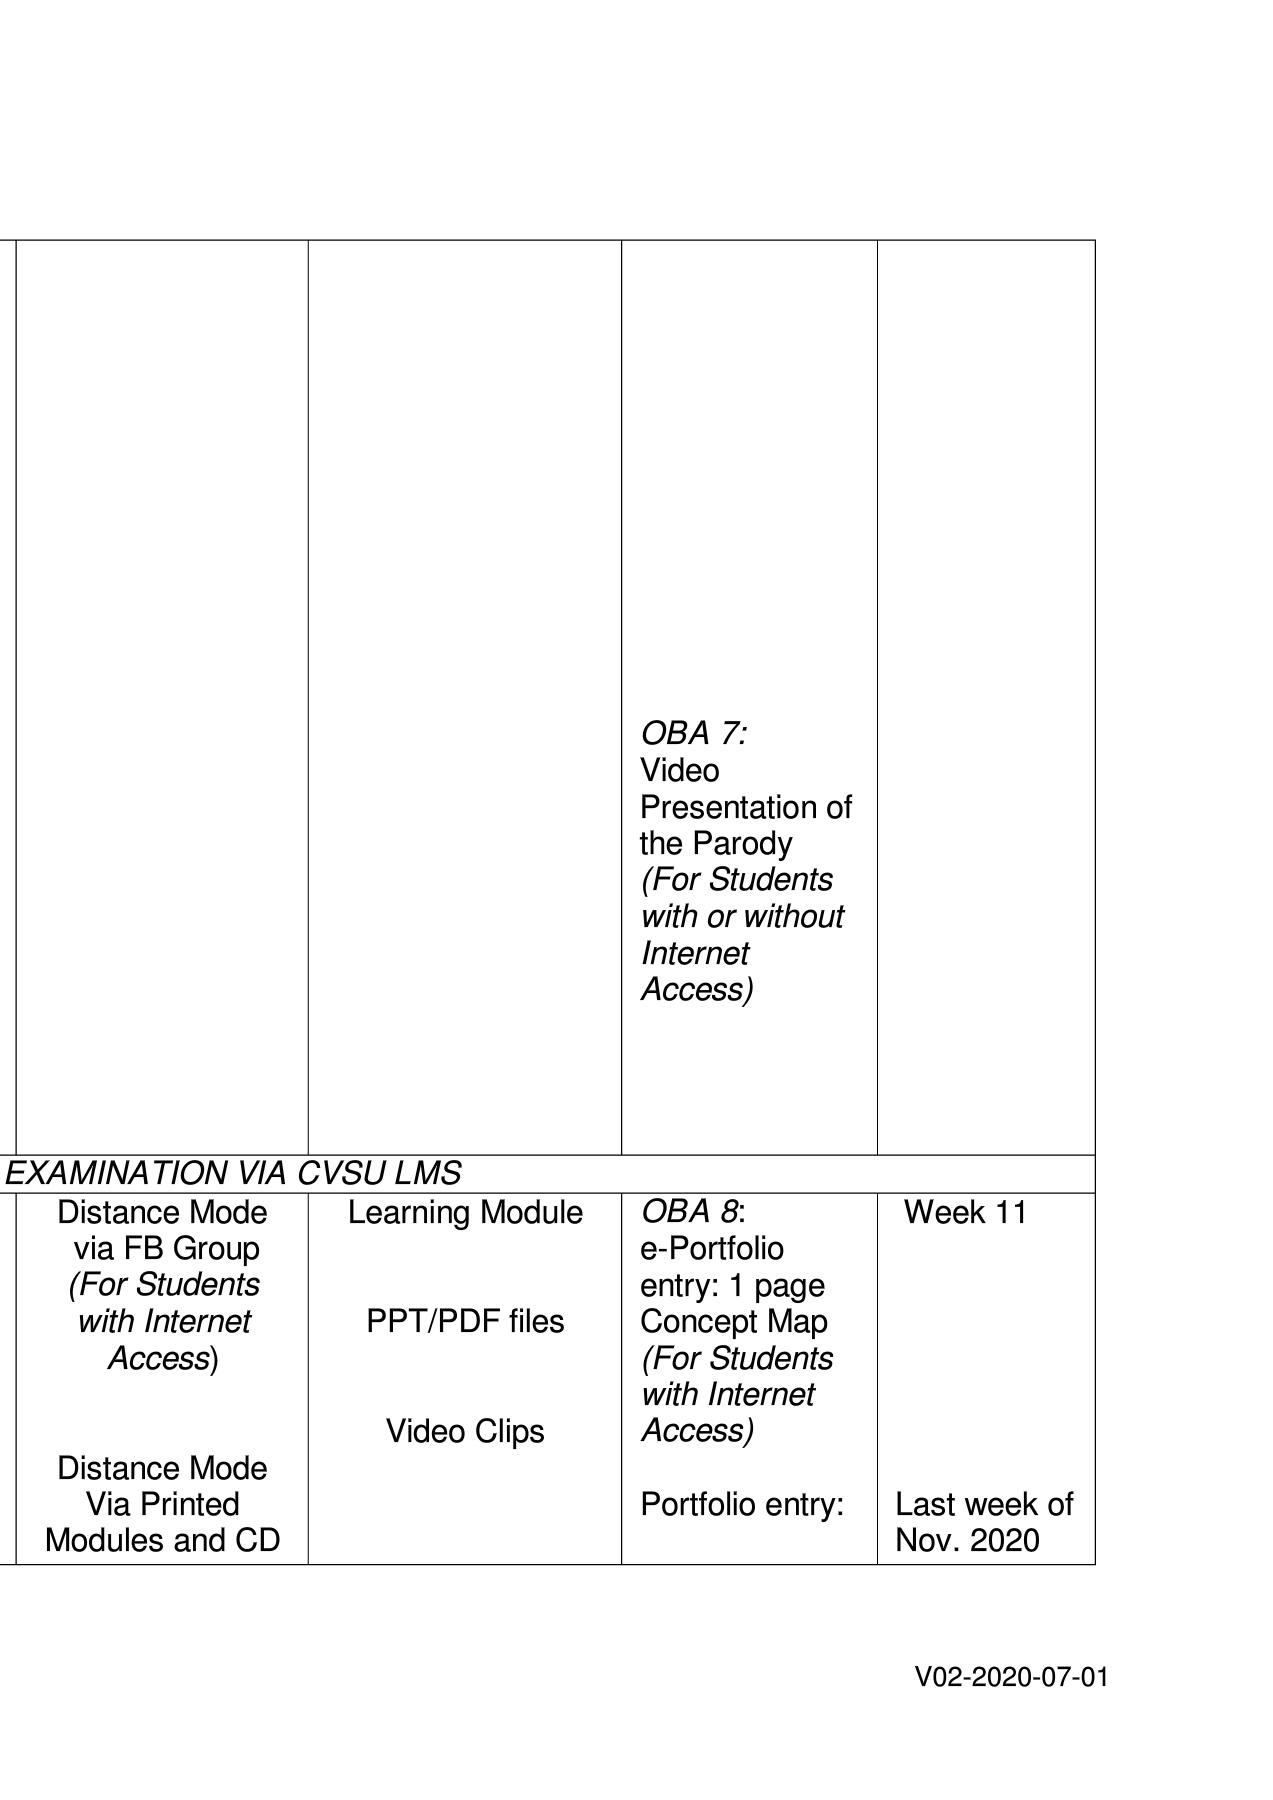 OBA 7:
Video
Presentation of
the Parody
(For Students
with or without
Internet
Access)
EXAMINATION VIA CVSU LMS
Distance Mode
via FB Group
(For Students
with Internet
Access)
Distance Mode
Via Printed
Modules and CD
Learning Module
PPT/PDF files
Video Clips
OBA 8:
e-Portfolio
entry: 1 page
Concept Map
(For Students
with Internet
Access)
Portfolio entry:
Week 11
Last week of
Nov. 2020
V02-2020-07-01